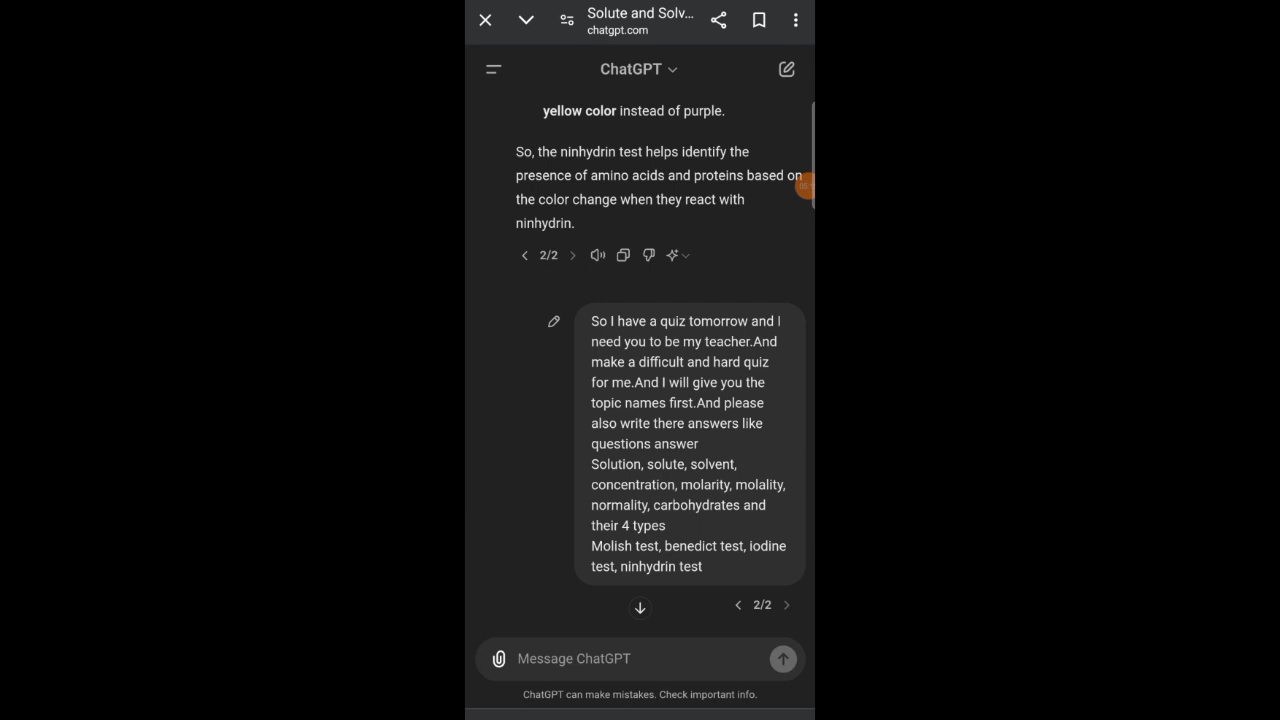 Solute and Solv...
chatgpt.com
ChatGPT
yellow color instead of purple.
So, the ninhydrin test helps identify the
presence of amino acids and proteins based on
the color change when they react with
ninhydrin.
2/2
So I have a quiz tomorrow and I
need you to be my teacher.And
make a difficult and hard quiz
for me.And I will give you the
topic names first.And please
also write there answers like
questions answer
Solution, solute, solvent,
concentration, molarity, molality,
normality, carbohydrates and
their 4 types
Molish test, benedict test, iodine
test, ninhydrin test
2/2
Message ChatGPT
ChatGPT can make mistakes. Check important info.